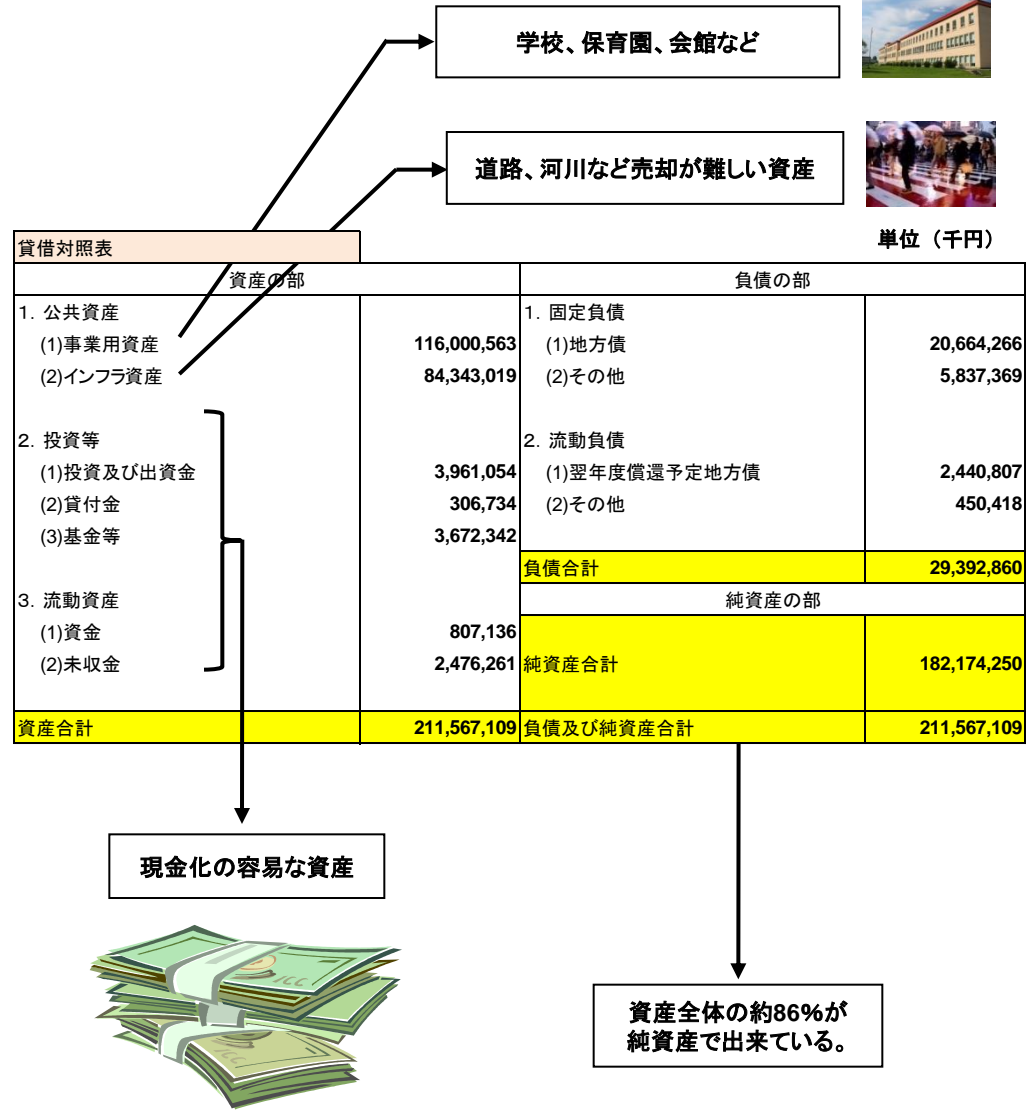 学校、保育園、会館など
道路、河川など売却が難しい資産
単位（千円）
貸借対照表
資産の部
負債の部
1. 公共資産
1. 固定負債
(1)事業用資産 116,000,563
(1)地方債 20,664,266
(2)インフラ資産 84,343,019
(2)その他 5,837,369
2. 投資等
2. 流動負債
(1)投資及び出資金 3,961,054
(1)翌年度償還予定地方債 2,440,807
(2)貸付金 306,734
(2)その他 450,418
(3)基金等 3,672,342
負債合計 29,392,860
3. 流動資産
純資産の部
(1)資金 807,136
(2)未収金 2,476,261
純資産合計 182,174,250
資産合計 211,567,109
負債及び純資産合計 211,567,109
現金化の容易な資産
資産全体の約86%が
純資産で出来ている。